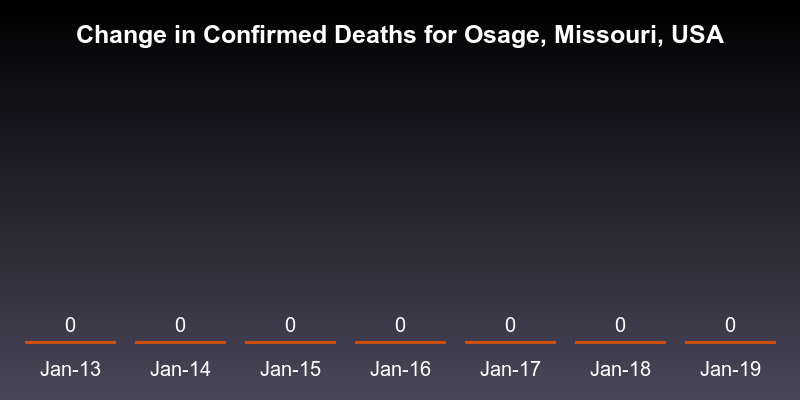 Change in Confirmed Deaths for Osage, Missouri, USA
0 0 0 0 0 0 0
Jan-13 Jan-14 Jan-15 Jan-16 Jan-17 Jan-18 Jan-19